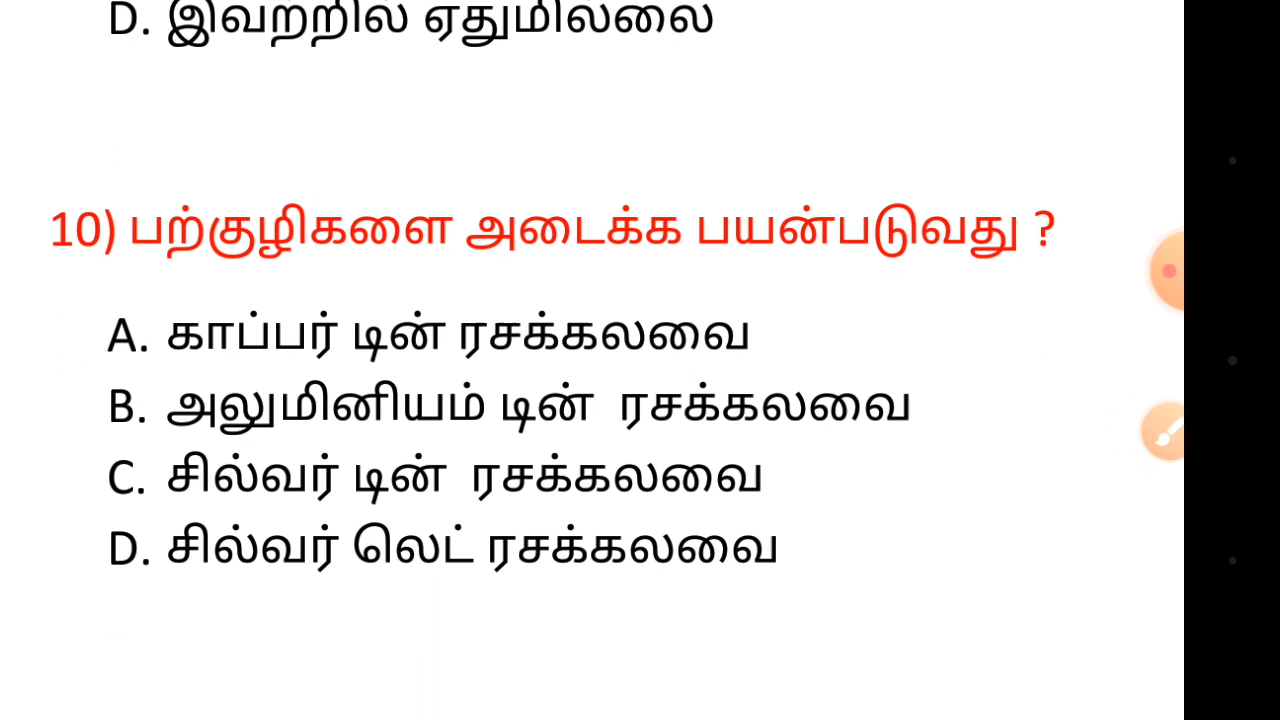 D. இவற்றில் ஏதுமில்லை
10) பற்குழிகளை அடைக்க பயன்படுவது ?
A. காப்பர் டின் ரசக்கலவை
B. அலுமினியம் டின் ரசக்கலவை
C. சில்வர் டின் ரசக்கலவை
D. சில்வர் லெட் ரசக்கலவை